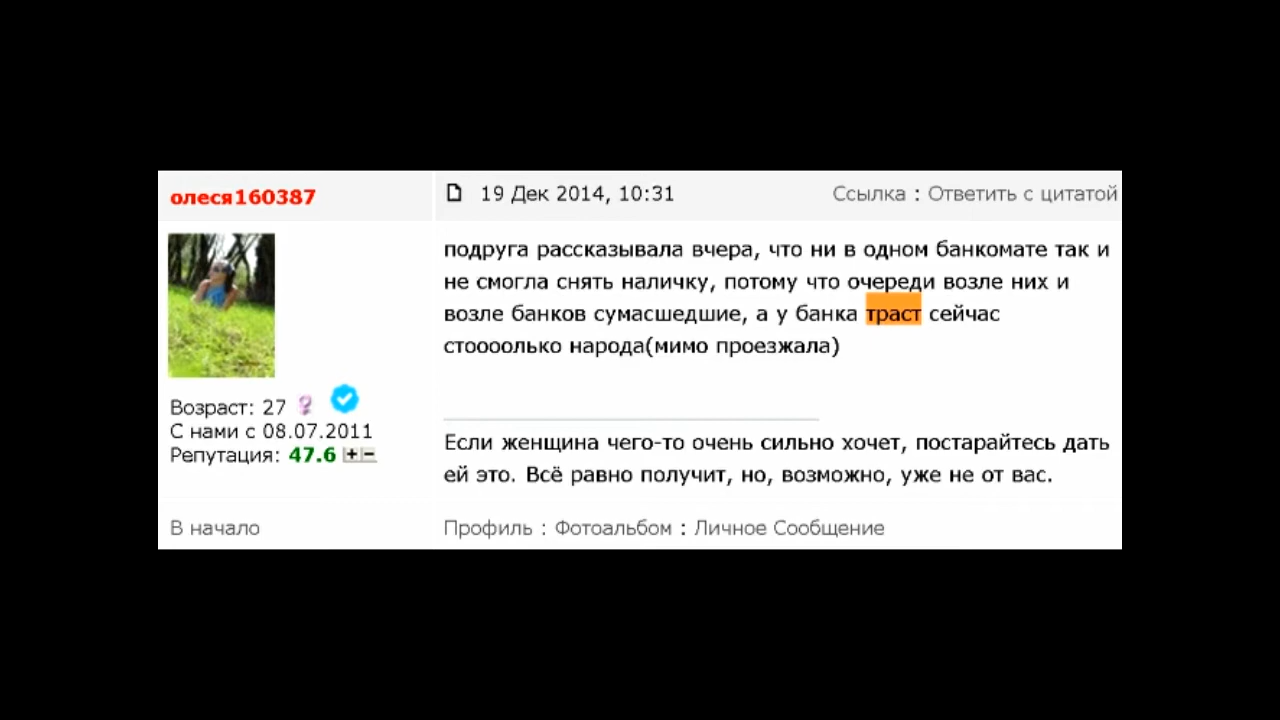 олеся160387
19 Дек 2014, 10:31
Ссылка : Ответить с цитатой
подруга рассказывала вчера, что ни в одном банкомате так и
не смогла снять наличку, потому что очереди возле них и
возле банков сумасшедшие, а у банка траст сейчас
стоооолько народа(мимо проезжала)
Возраст: 27
С нами с 08.07.2011
Репутация: 47.6 +-
Если женщина чего-то очень сильно хочет, постарайтесь дать
ей это. Всё равно получит, но, возможно, уже не от вас.
В начало
Профиль : Фотоальбом : Личное Сообщение